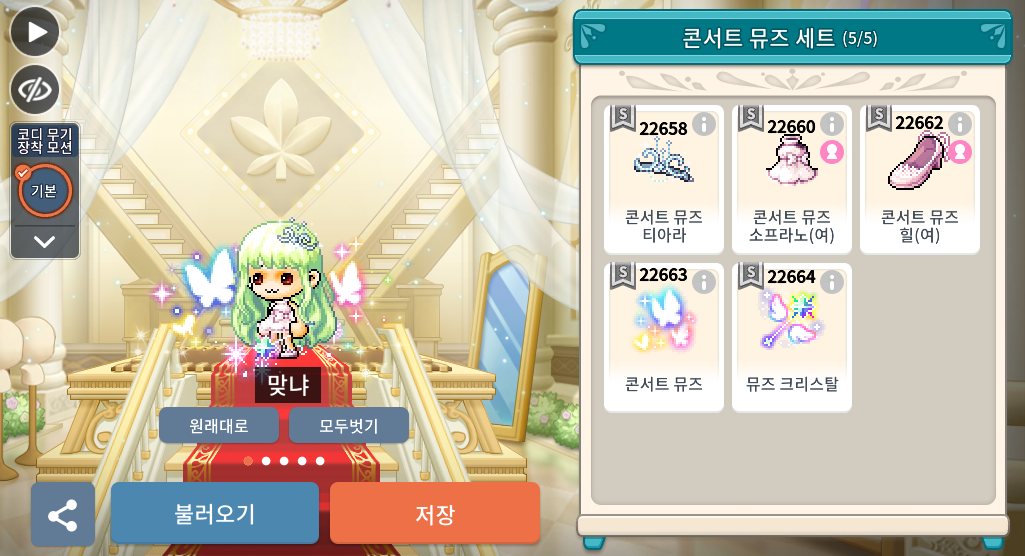 코디 무기
장착 모션
기본
맞냐
원래대로
모두벗기
불러오기
저장
콘서트 뮤즈 세트 (5/5)
S
22658
콘서트 뮤즈
티아라
S
22660
콘서트 뮤즈
소프라노(여)
S
22662
콘서트 뮤즈
힐(여)
S
22663
콘서트 뮤즈
S
22664
뮤즈 크리스탈